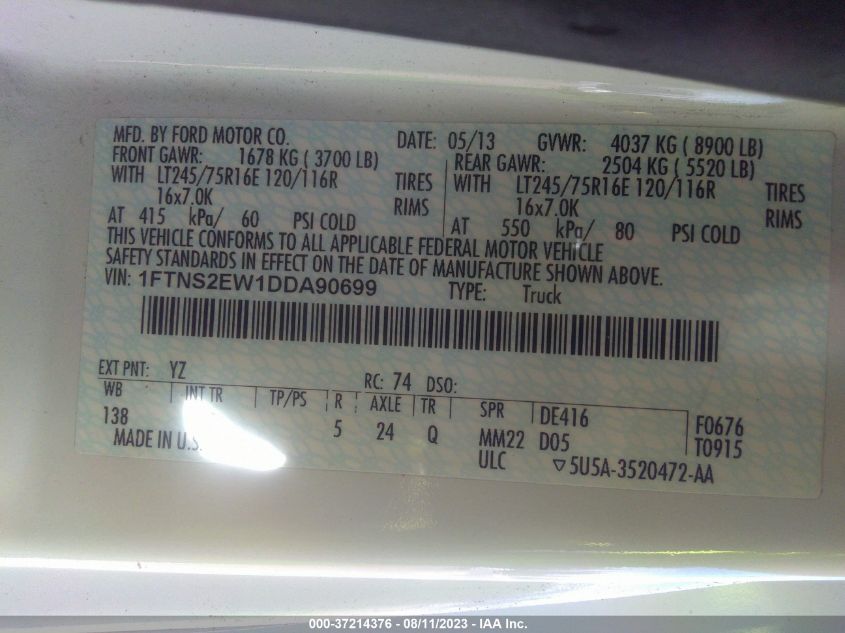 MFD. BY FORD MOTOR CO. DATE: 05/13 GVWR: 4037 KG ( 8900 LB)
FRONT GAWR: 1678 KG ( 3700 LB) REAR GAWR: 2504 KG ( 5520 LB)
WITH LT245/75R16E 120/116R TIRES WITH LT245/75R16E 120/116R TIRES
16x7.0K RIMS 16x7.0K RIMS
AT 415 kPa/ 60 PSI COLD AT 550 kPa/ 80 PSI COLD
THIS VEHICLE CONFORMS TO ALL APPLICABLE FEDERAL MOTOR VEHICLE
SAFETY STANDARDS IN EFFECT ON THE DATE OF MANUFACTURE SHOWN ABOVE.
VIN: 1FTNS2EW1DDA90699 TYPE: Truck
EXT PNT: YZ RC: 74 DSO:
WB INT TR TP/PS R AXLE TR SPR DE416 F0676
138 5 24 Q MM22 D05 T0915
MADE IN U.S. ULC ▽5U5A-3520472-AA
000-37214376 - 08/11/2023 - IAA Inc.